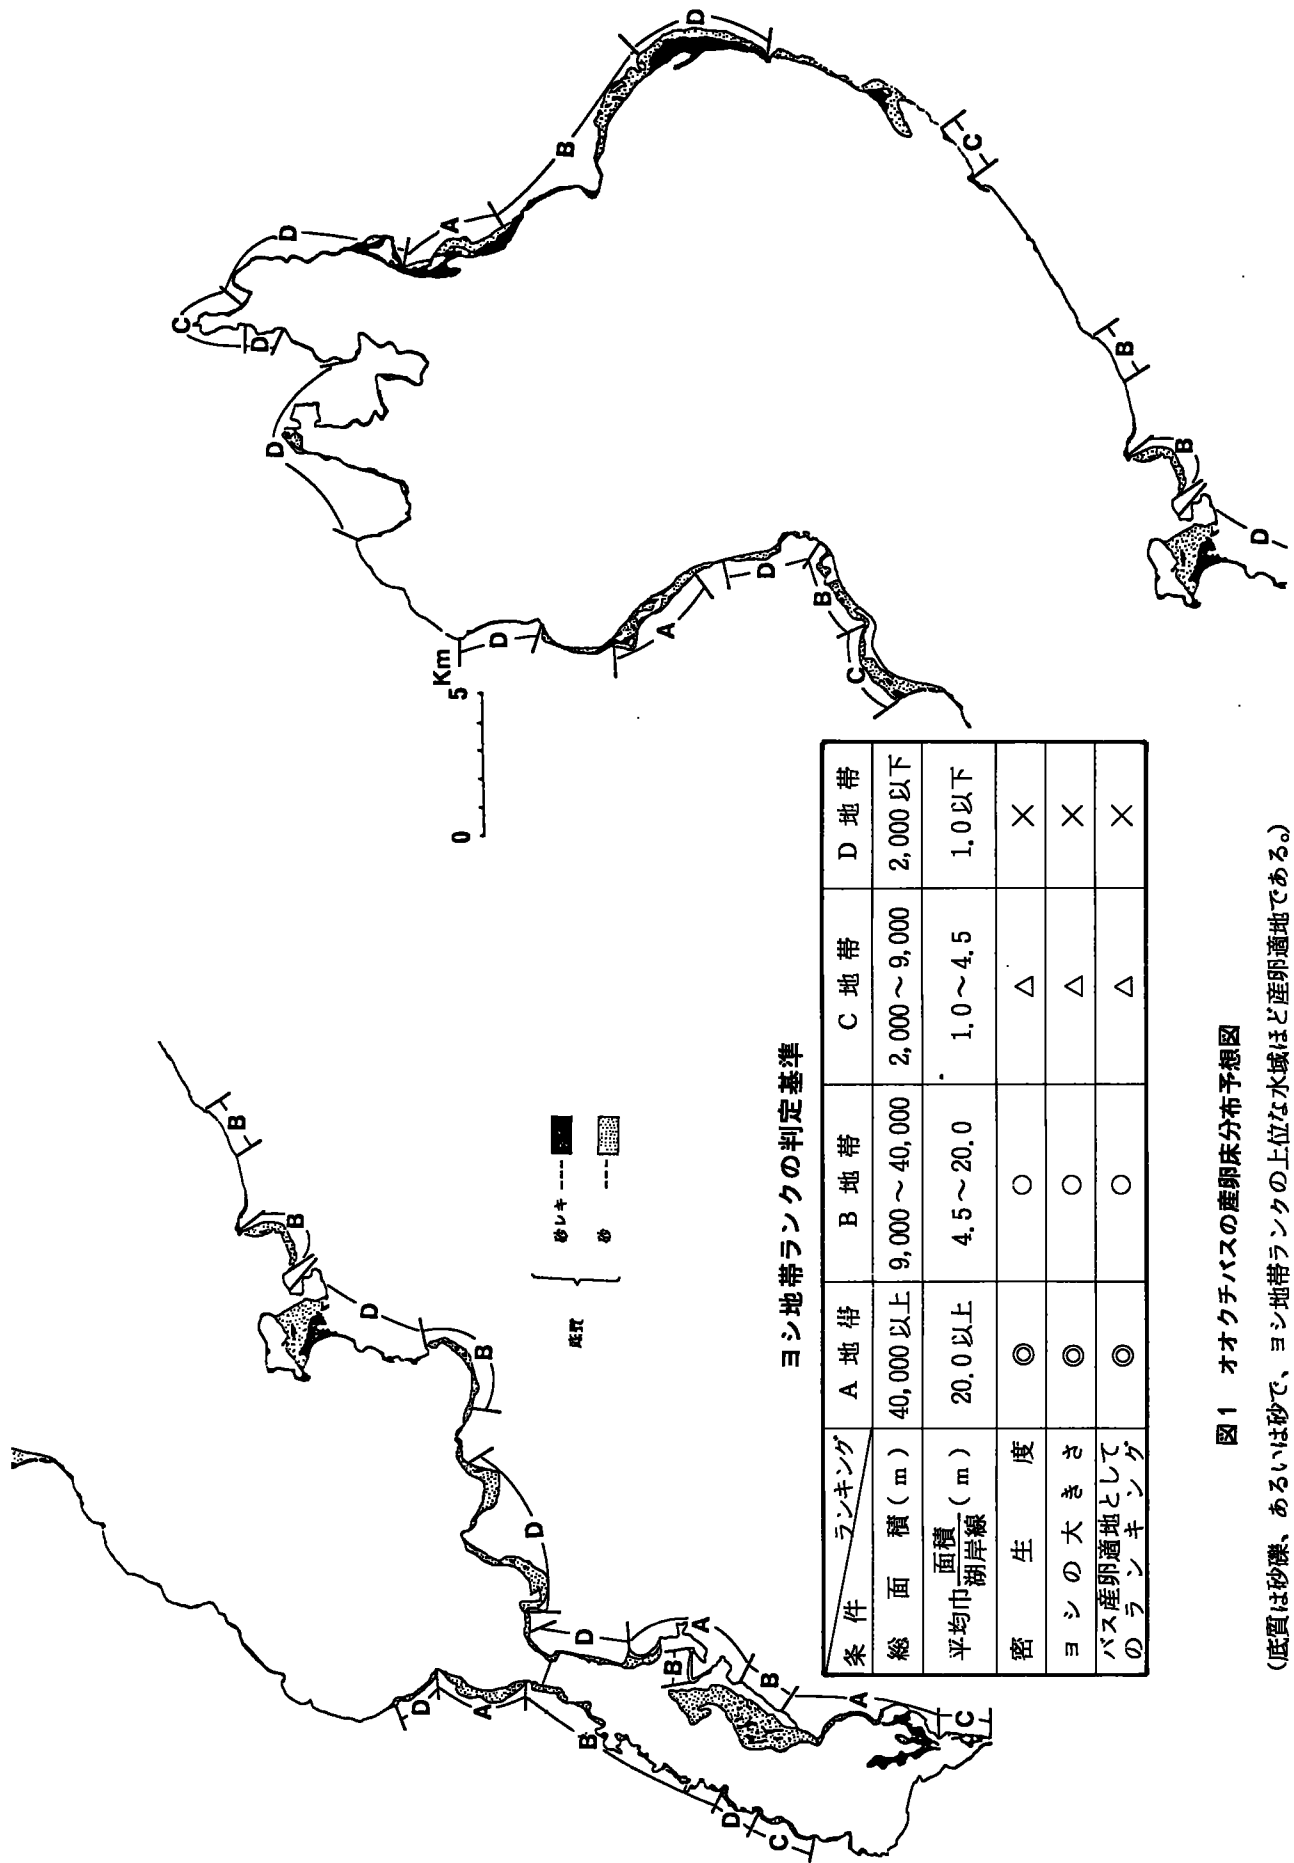 D
C
D
D
D
A
B
D
C
B
B
D
D
A
D
B
C
0 5 Km
B
B
D
B
D
D
A
B
B
A
C
D
A
B
D
C
底質
砂レキ ---
砂 ---
ヨシ地帯ランクの判定基準
条件 ランキング A 地 帯 B 地 帯 C 地 帯 D 地 帯
総 面 積 ( m ) 40,000以上 9,000～40,000 2,000～9,000 2,000以下
平均巾 面積/湖岸線 ( m ) 20.0以上 4.5～20.0 1.0～4.5 1.0以下
密 生 度 ◎ ○ △ ×
ヨ シ の 大 き さ ◎ ○ △ ×
バス産卵適地として
の ラ ン キ ン グ ◎ ○ △ ×
図1 オオクチバスの産卵床分布予想図
(底質は砂礫、あるいは砂で、ヨシ地帯ランクの上位な水域ほど産卵適地である。)